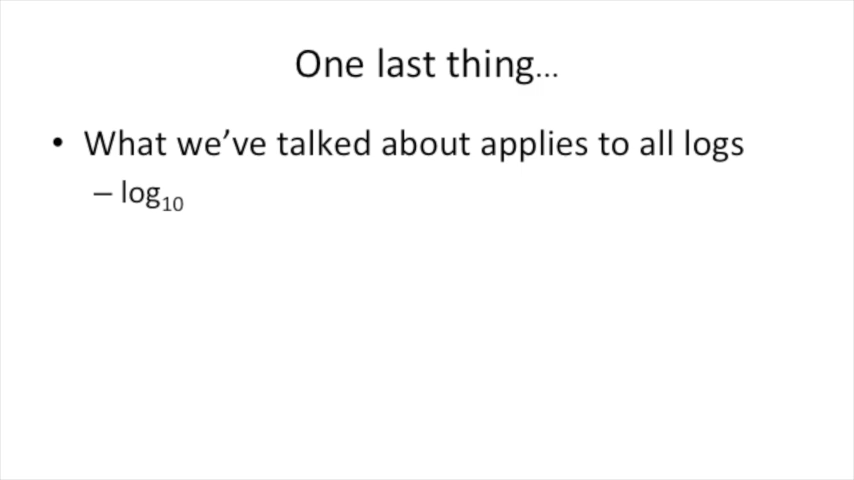 One last thing...
• What we’ve talked about applies to all logs
– log₁₀